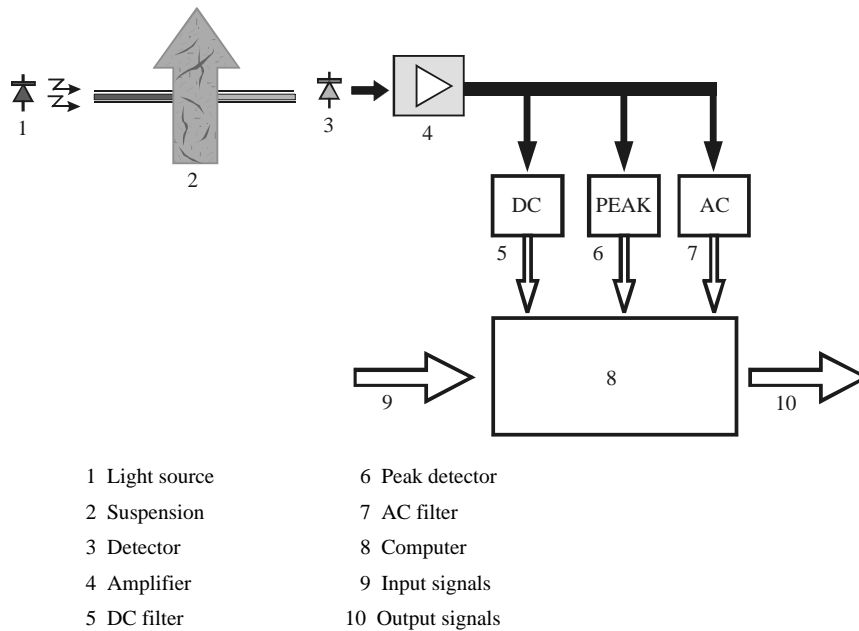 1
2
3
4
DC
PEAK
AC
5
6
7
8
9
10
1 Light source
2 Suspension
3 Detector
4 Amplifier
5 DC filter
6 Peak detector
7 AC filter
8 Computer
9 Input signals
10 Output signals